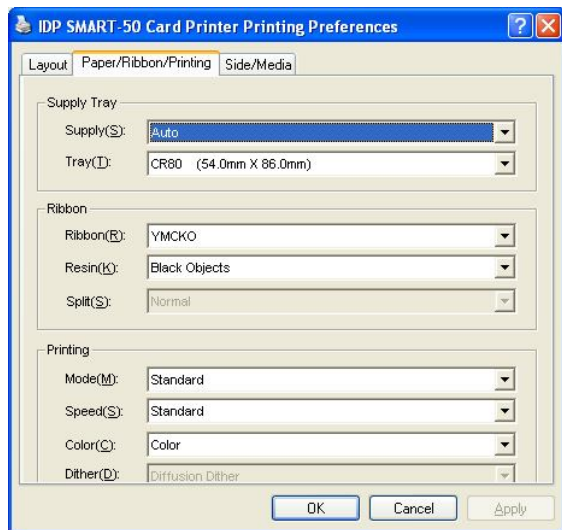 IDP SMART-50 Card Printer Printing Preferences
Layout Paper/Ribbon/Printing Side/Media
Supply Tray
Supply(S): Auto
Tray(T): CR80 (54.0mm X 86.0mm)
Ribbon
Ribbon(R): YMCKO
Resin(K): Black Objects
Split(S): Normal
Printing
Mode(M): Standard
Speed(S): Standard
Color(C): Color
Dither(D): Diffusion Dither
OK Cancel Apply